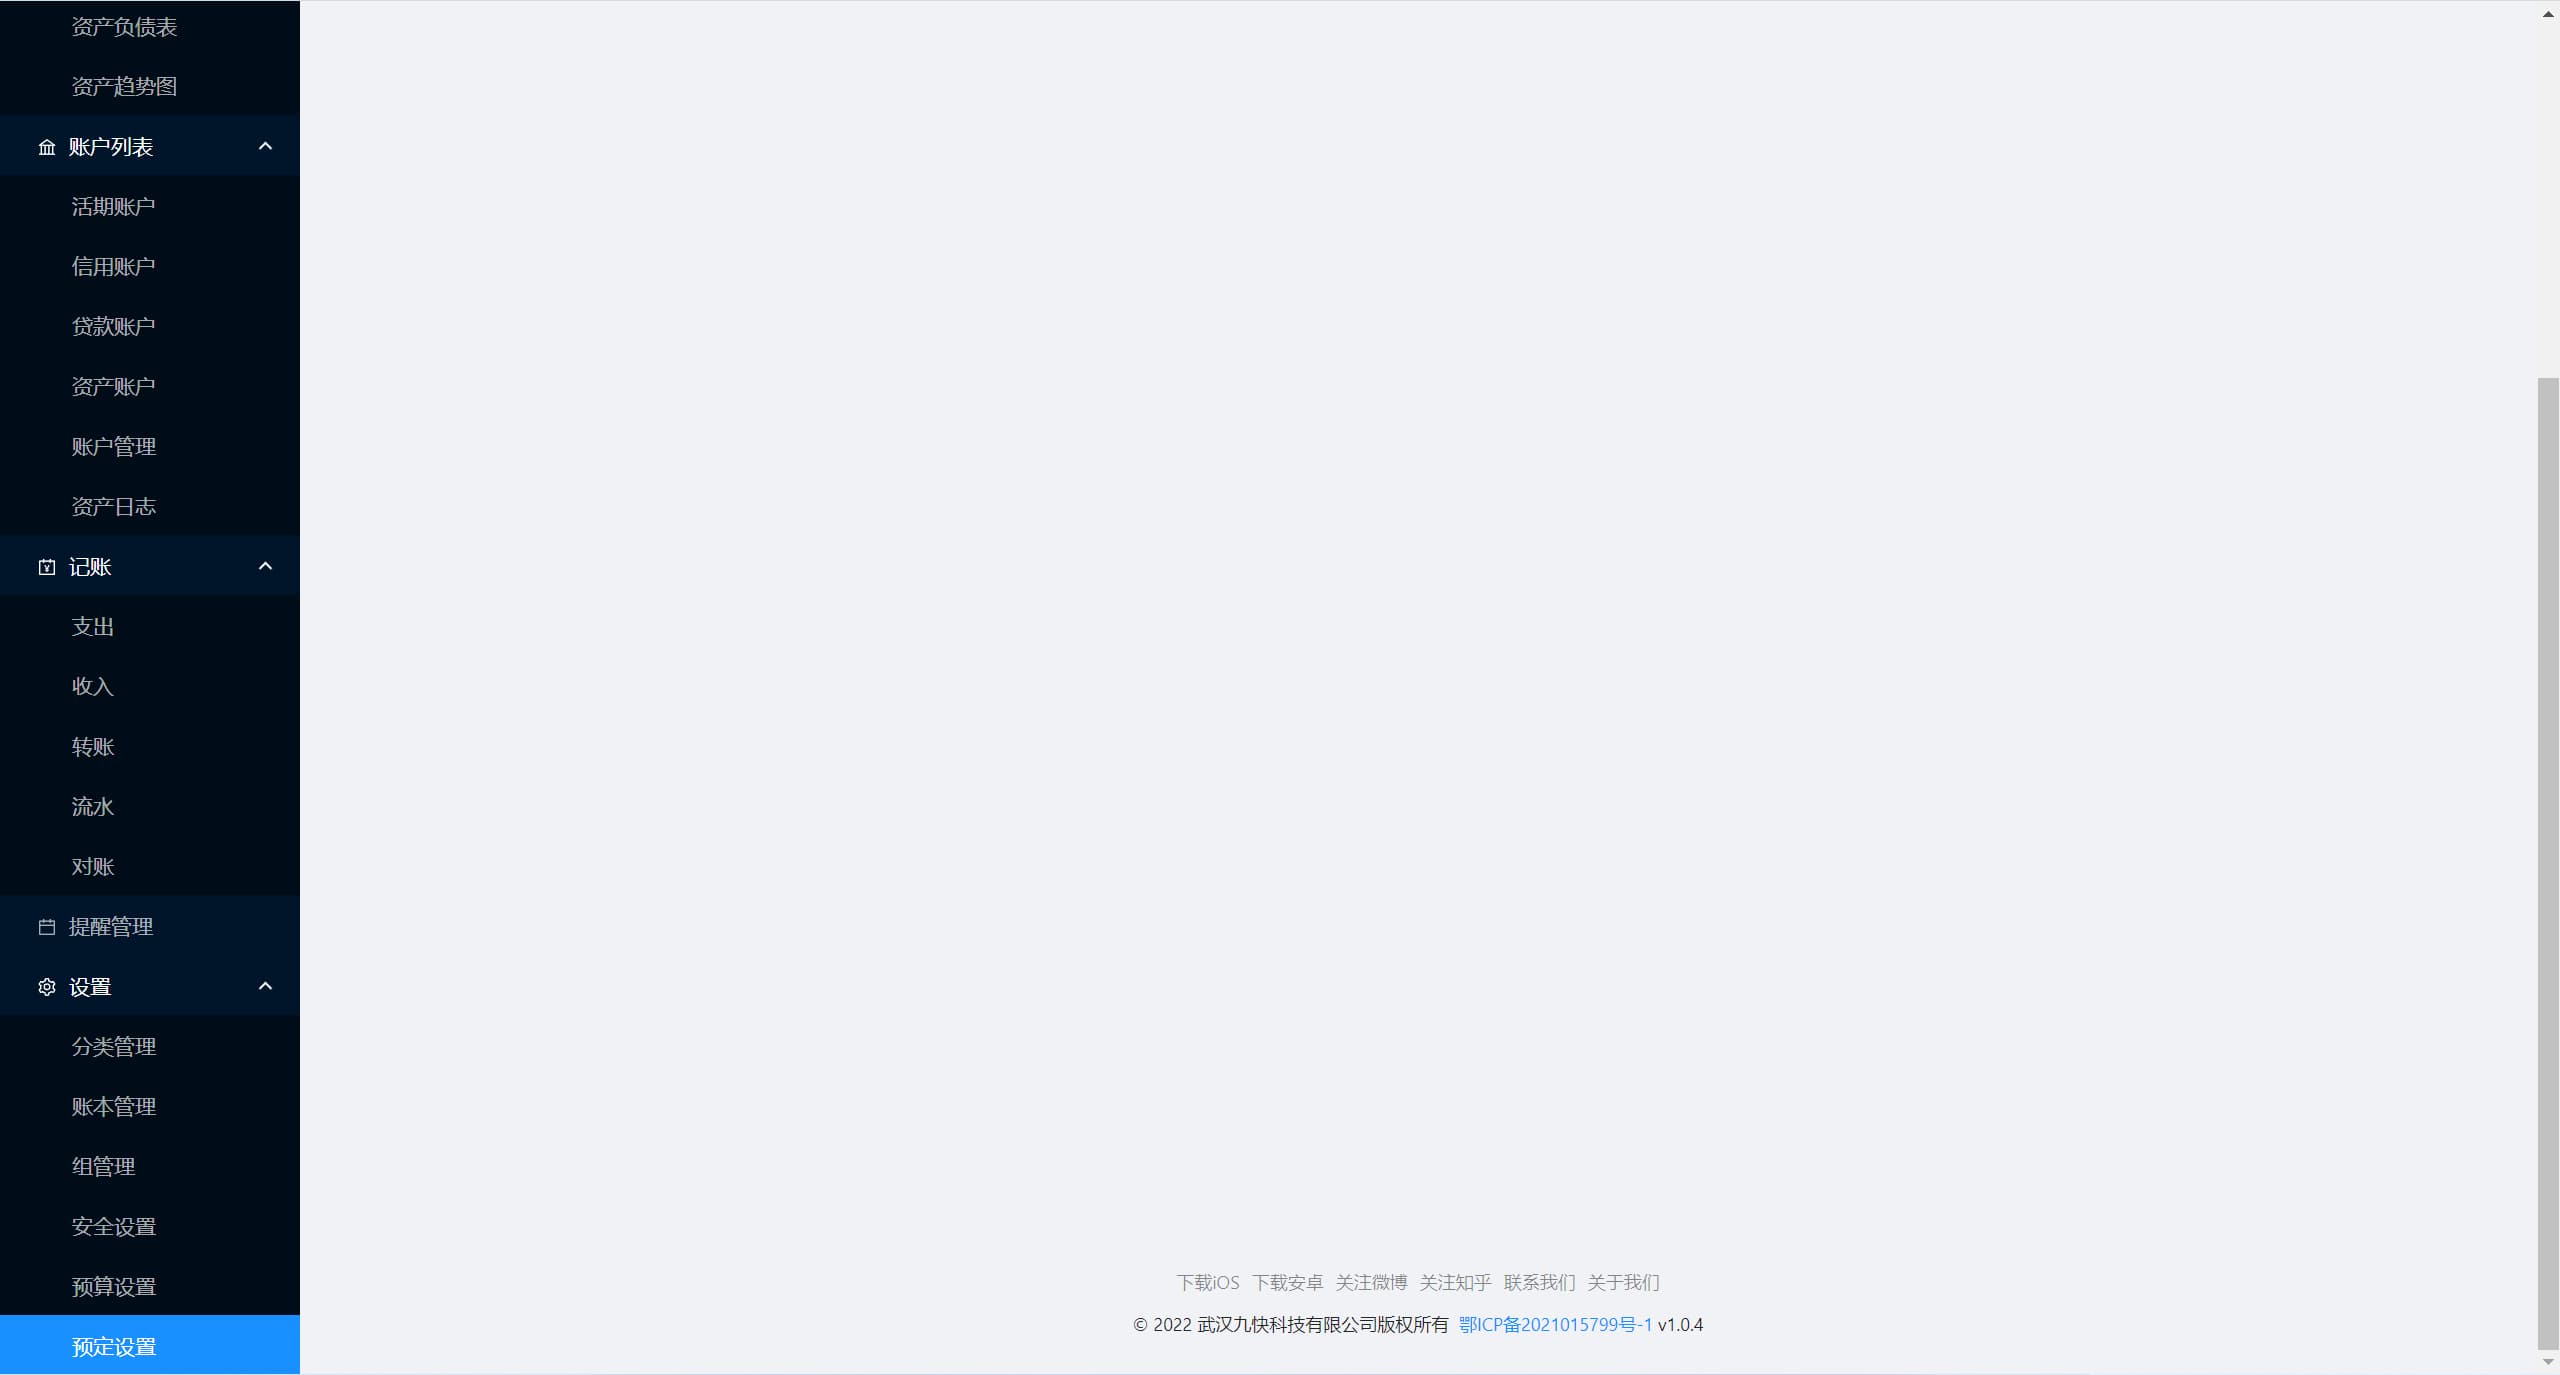 资产负债表
资产趋势图
账户列表
活期账户
信用账户
贷款账户
资产账户
账户管理
资产日志
记账
支出
收入
转账
流水
对账
提醒管理
设置
分类管理
账本管理
组管理
安全设置
预算设置
预定设置
下载iOS 下载安卓 关注微博 关注知乎 联系我们 关于我们
© 2022 武汉九快科技有限公司版权所有 鄂ICP备2021015799号-1 v1.0.4